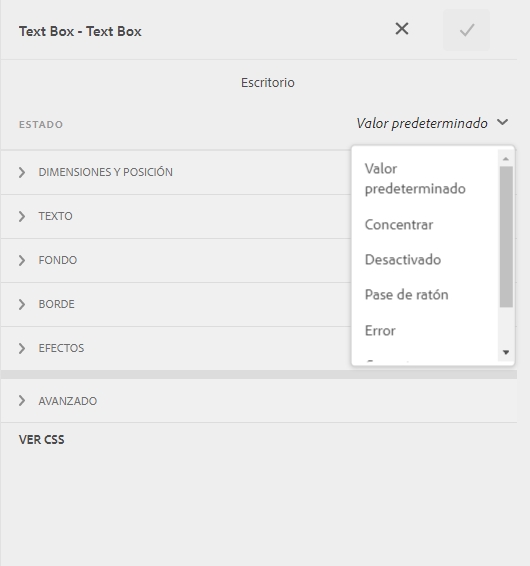 Text Box - Text Box
Escritorio
ESTADO
Valor predeterminado
Valor
predeterminado
Concentrar
Desactivado
Pase de ratón
Error
DIMENSIONES Y POSICIÓN
TEXTO
FONDO
BORDE
EFECTOS
AVANZADO
VER CSS